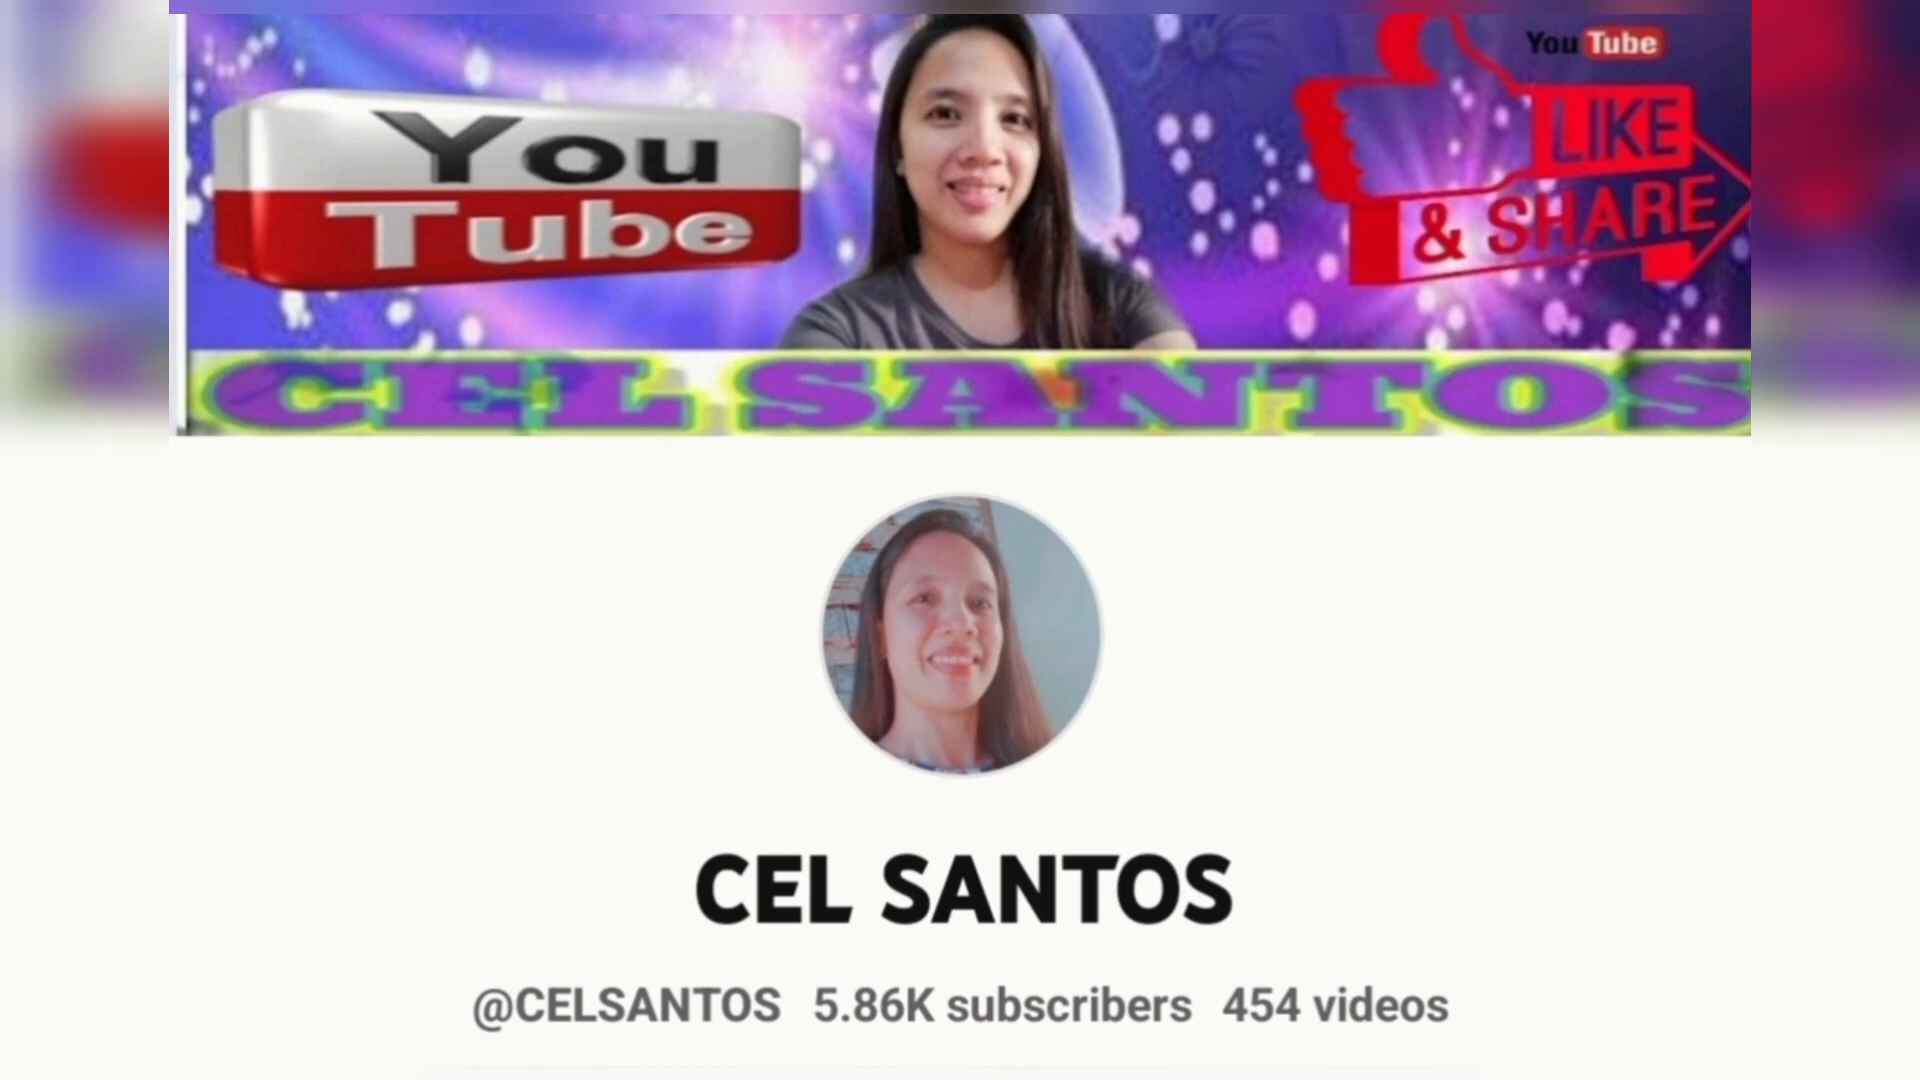 You Tube
You
Tube
LIKE
& SHARE
CEL SANTOS
CEL SANTOS
@CELSANTOS 5.86K subscribers 454 videos